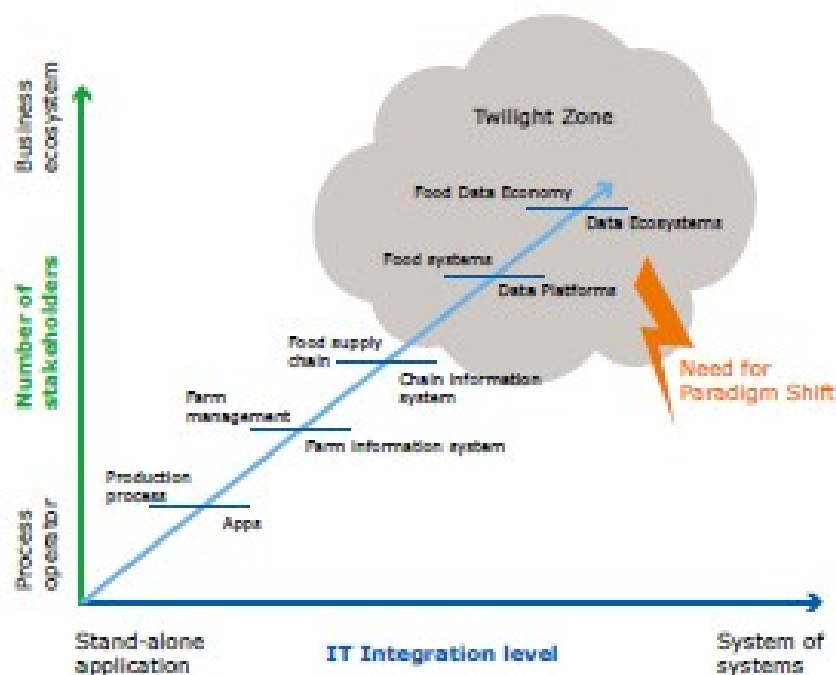 Business
ecosystem
Number of
stakeholders
Process
operator
Twilight Zone
Food Data Economy
Data Ecosystems
Food systems
Data Platforms
Food supply
chain
Chain information
system
Need for
Paradigm Shift
Farm
management
Farm information system
Production
process
Apps
Stand-alone
application
IT Integration level
System of
systems